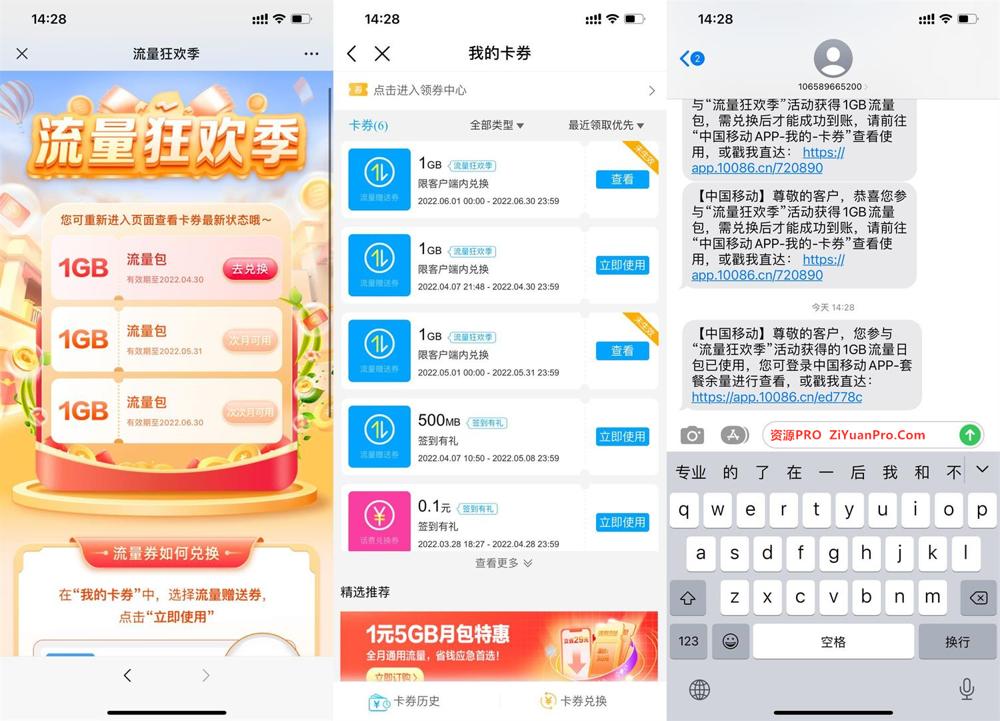 14:28
流量狂欢季
流量狂欢季
您可重新进入页面查看卡券最新状态哦～
1GB
流量包
有效期至2022.04.30
去兑换
1GB
流量包
有效期至2022.05.31
次月可用
1GB
流量包
有效期至2022.06.30
次次月可用
流量券如何兑换
在“我的卡券”中，选择流量赠送券，
点击“立即使用”
14:28
我的卡券
券
点击进入领券中心
卡券(6)
全部类型
最近领取优先
流量赠送券
1GB 流量狂欢季
限客户端内兑换
2022.06.01 00:00 - 2022.06.30 23:59
未生效
查看
流量赠送券
1GB 流量狂欢季
限客户端内兑换
2022.04.07 21:48 - 2022.04.30 23:59
立即使用
流量赠送券
1GB 流量狂欢季
限客户端内兑换
2022.05.01 00:00 - 2022.05.31 23:59
未生效
查看
流量赠送券
500MB 签到有礼
签到有礼
2022.04.07 10:50 - 2022.05.08 23:59
立即使用
¥
话费兑换券
0.1元 签到有礼
签到有礼
2022.03.28 18:27 - 2022.04.28 23:59
立即使用
查看更多
精选推荐
1元5GB月包特惠
全月通用流量，省钱应急首选！
立即订购
立省29元
卡券历史
卡券兑换
14:28
2
106589665200
与“流量狂欢季”活动获得1GB流量
包，需兑换后才能成功到账，请前往
“中国移动APP-我的-卡券”查看使
用，或戳我直达： https://
app.10086.cn/720890
【中国移动】尊敬的客户，恭喜您参
与“流量狂欢季”活动获得1GB流量
包，需兑换后才能成功到账，请前往
“中国移动APP-我的-卡券”查看使
用，或戳我直达： https://
app.10086.cn/720890
今天 14:28
【中国移动】尊敬的客户，您参与
“流量狂欢季”活动获得的1GB流量日
包已使用，您可登录中国移动APP-套
餐余量进行查看，或戳我直达：
https://app.10086.cn/ed778c
资源PRO ZiYuanPro.Com
专业 的 了 在 一 后 我 和 不
q w e r t y u i o p
a s d f g h j k l
z x c v b n m
123 空格 换行